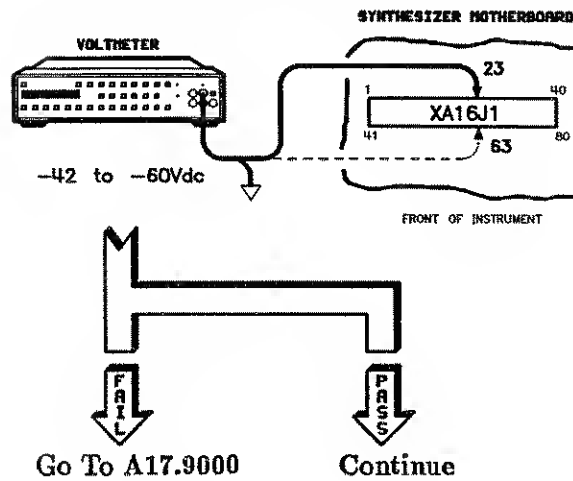 SYNTHESIZER MOTHERBOARD
VOLTMETER
23
1
40
XA16J1
41
63
80
-42 to -60Vdc
FRONT OF INSTRUMENT
FAIL
PASS
Go To A17.9000
Continue